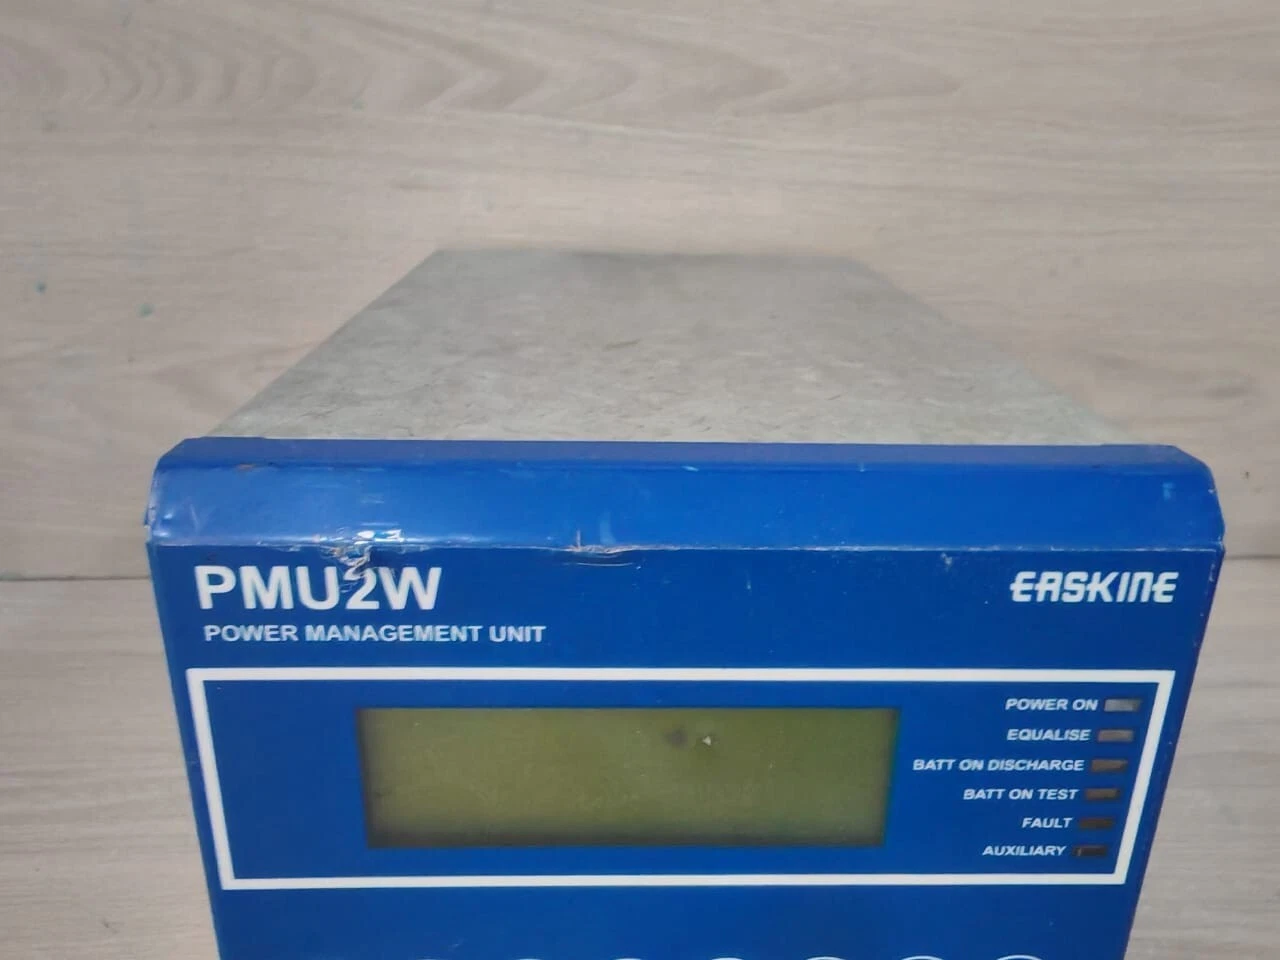 PMU2W
ERSKINE
POWER MANAGEMENT UNIT
POWER ON
EQUALISE
BATT ON DISCHARGE
BATT ON TEST
FAULT
AUXILIARY